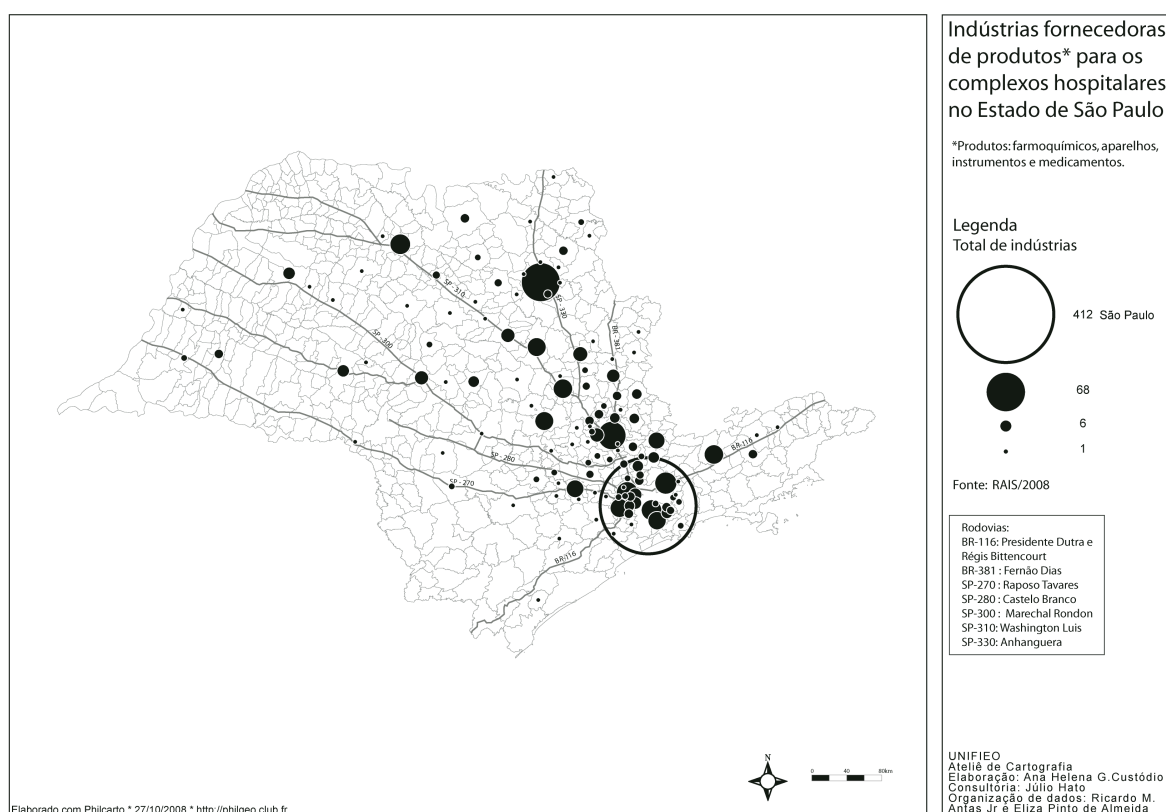 Indústrias fornecedoras
de produtos* para os
complexos hospitalares
no Estado de São Paulo
*Produtos: farmoquímicos, aparelhos,
instrumentos e medicamentos.
Legenda
Total de indústrias
412 São Paulo
68
6
1
Fonte: RAIS/2008
Rodovias:
BR-116: Presidente Dutra e
Régis Bittencourt
BR-381 : Fernão Dias
SP-270: Raposo Tavares
SP-280 : Castelo Branco
SP-300 : Marechal Rondon
SP-310: Washington Luis
SP-330: Anhanguera
UNIFIEO
Ateliê de Cartografia
Elaboração: Ana Helena G.Custódio
Consultoria: Júlio Hato
Organização de dados: Ricardo M.
Antas Jr e Eliza Pinto de Almeida
SP - 310
SP - 330
BR - 381
SP - 300
SP - 280
SP - 270
BR-116
BR-116
N
0 40 80km
Elaborado com Philcarto * 27/10/2008 * http://philgeo.club.fr